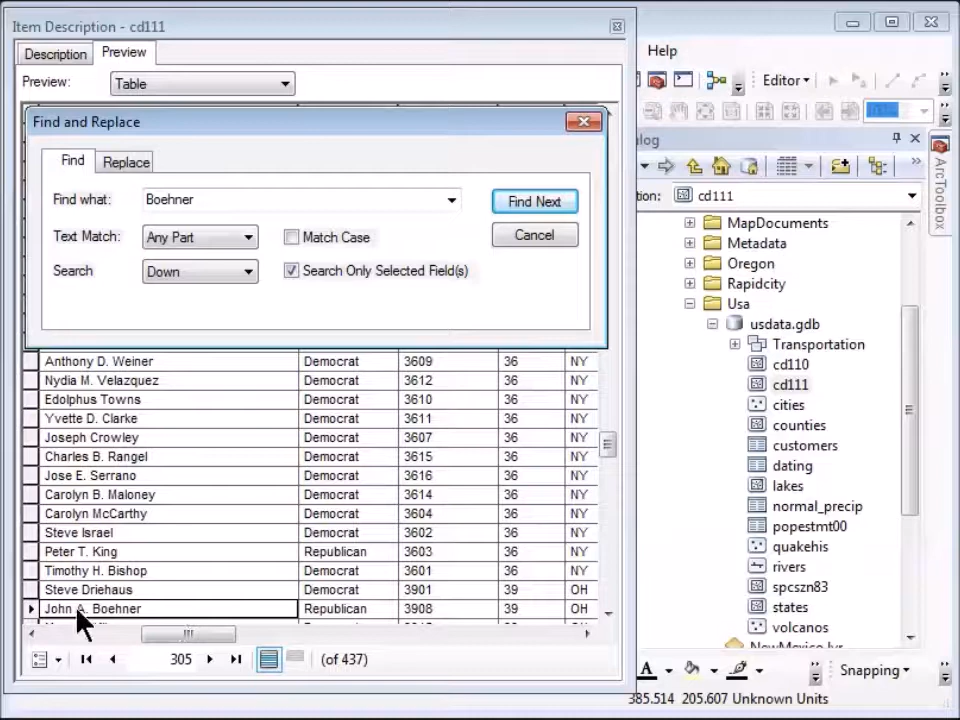 Item Description - cd111
Description Preview
Preview: Table
Find and Replace
Find Replace
Find what: Boehner Find Next
Text Match: Any Part Match Case Cancel
Search Down Search Only Selected Field(s)
Anthony D. Weiner Democrat 3609 36 NY
Nydia M. Velazquez Democrat 3612 36 NY
Edolphus Towns Democrat 3610 36 NY
Yvette D. Clarke Democrat 3611 36 NY
Joseph Crowley Democrat 3607 36 NY
Charles B. Rangel Democrat 3615 36 NY
Jose E. Serrano Democrat 3616 36 NY
Carolyn B. Maloney Democrat 3614 36 NY
Carolyn McCarthy Democrat 3604 36 NY
Steve Israel Democrat 3602 36 NY
Peter T. King Republican 3603 36 NY
Timothy H. Bishop Democrat 3601 36 NY
Steve Driehaus Democrat 3901 39 OH
John A. Boehner Republican 3908 39 OH
305 (of 437)
Help
Editor
log
tion: cd111
MapDocuments
Metadata
Oregon
Rapidcity
Usa
usdata.gdb
Transportation
cd110
cd111
cities
counties
customers
dating
lakes
normal_precip
popestmt00
quakehis
rivers
spcszn83
states
volcanos
NewMexico.lyr
ArcToolbox
A Snapping
385.514 205.607 Unknown Units